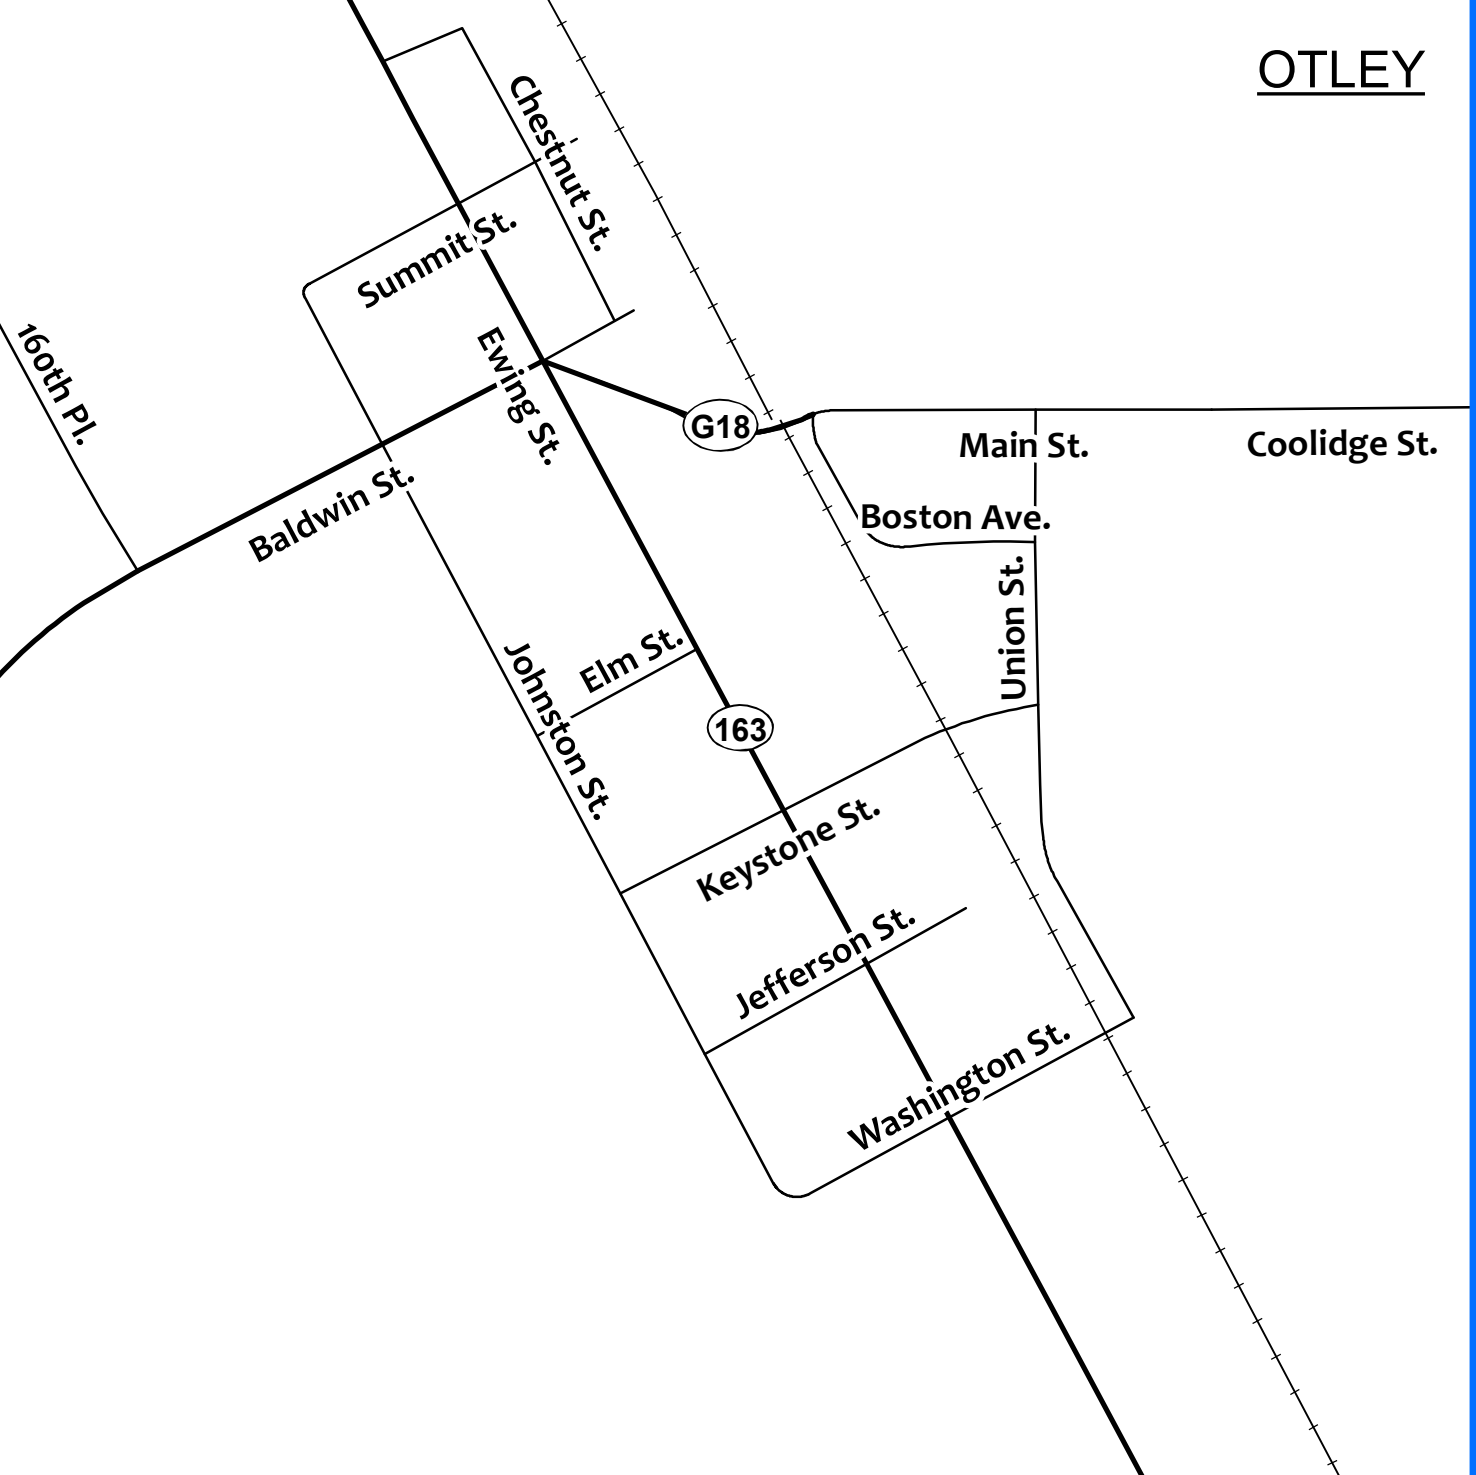 OTLEY
Chestnut St.
Summit St.
160th Pl.
Ewing St.
G18
Main St.
Coolidge St.
Baldwin St.
Boston Ave.
Union St.
Elm St.
Johnston St.
163
Keystone St.
Jefferson St.
Washington St.